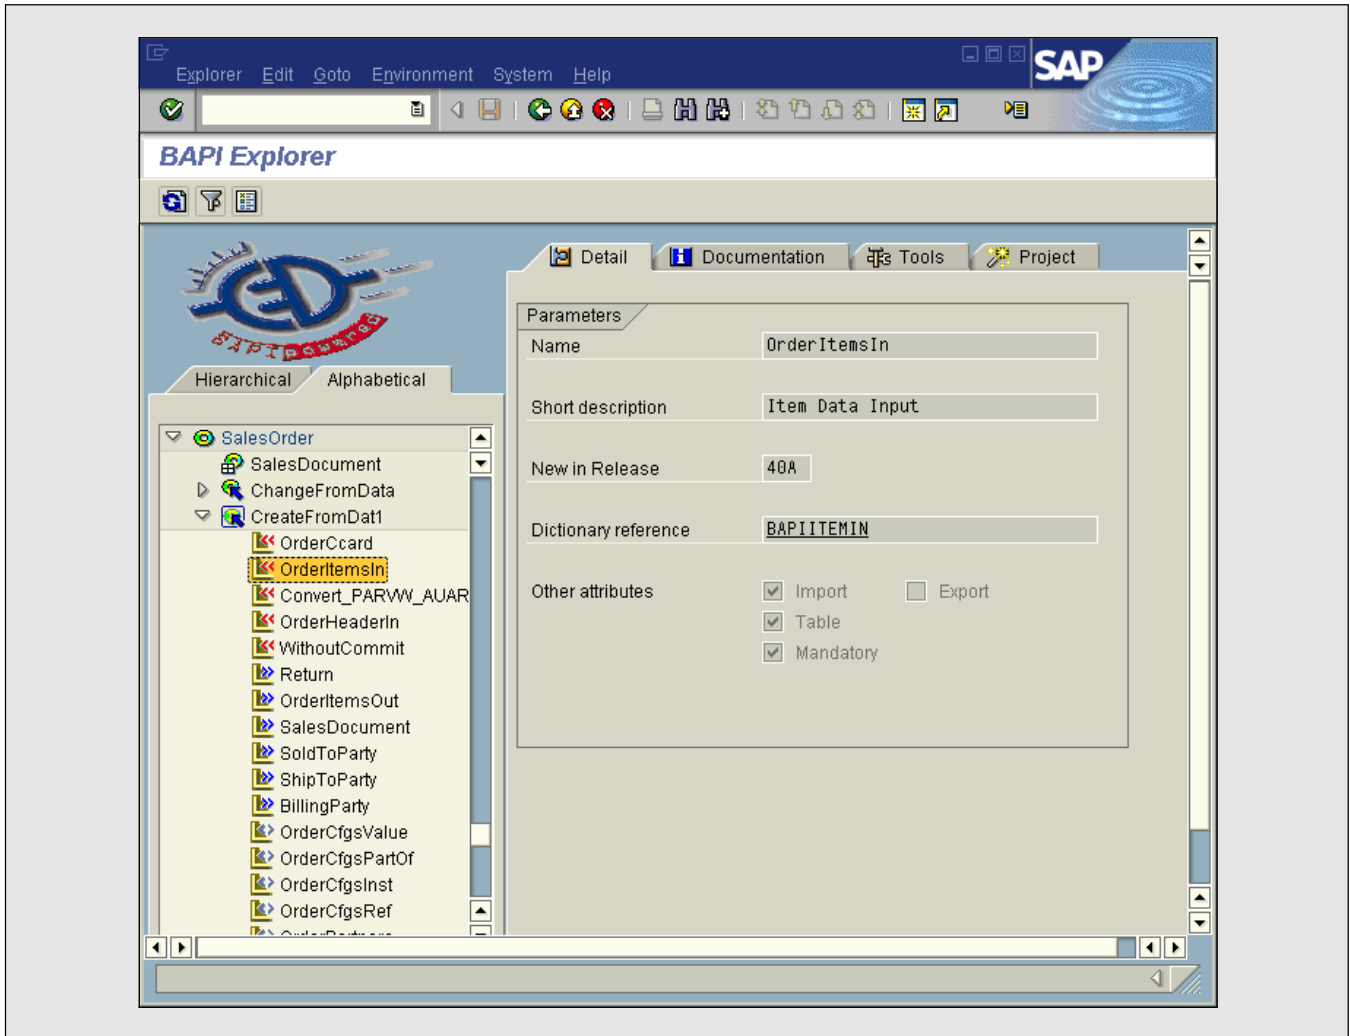 Explorer Edit Goto Environment System Help
SAP
BAPI Explorer
BAPI powered
Hierarchical Alphabetical
SalesOrder
SalesDocument
ChangeFromData
CreateFromDat1
OrderCcard
OrderItemsIn
Convert_PARVW_AUAR
OrderHeaderIn
WithoutCommit
Return
OrderItemsOut
SalesDocument
SoldToParty
ShipToParty
BillingParty
OrderCfgsValue
OrderCfgsPartOf
OrderCfgsInst
OrderCfgsRef
Detail Documentation Tools Project
Parameters
Name OrderItemsIn
Short description Item Data Input
New in Release 40A
Dictionary reference BAPIITEMIN
Other attributes Import Export
Table
Mandatory